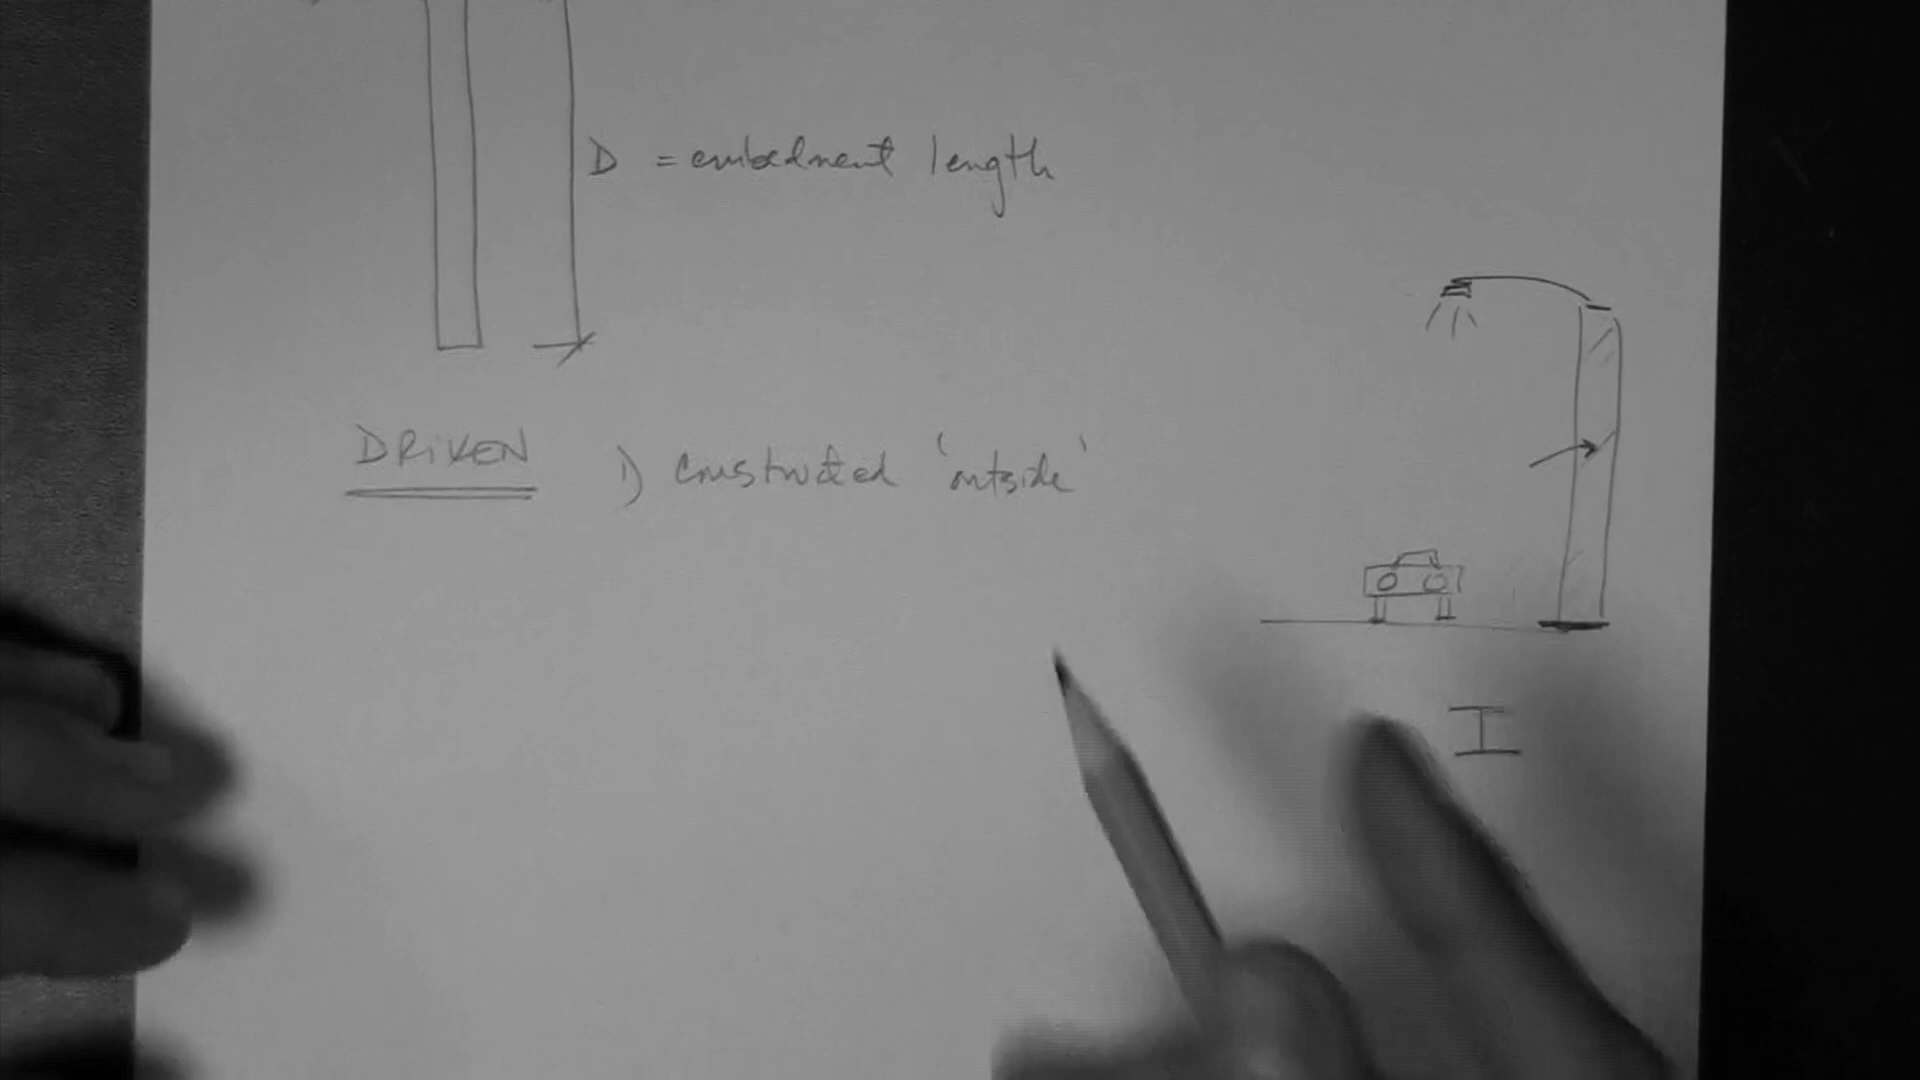 D = embedment length
DRIVEN 1) constructed 'outside'